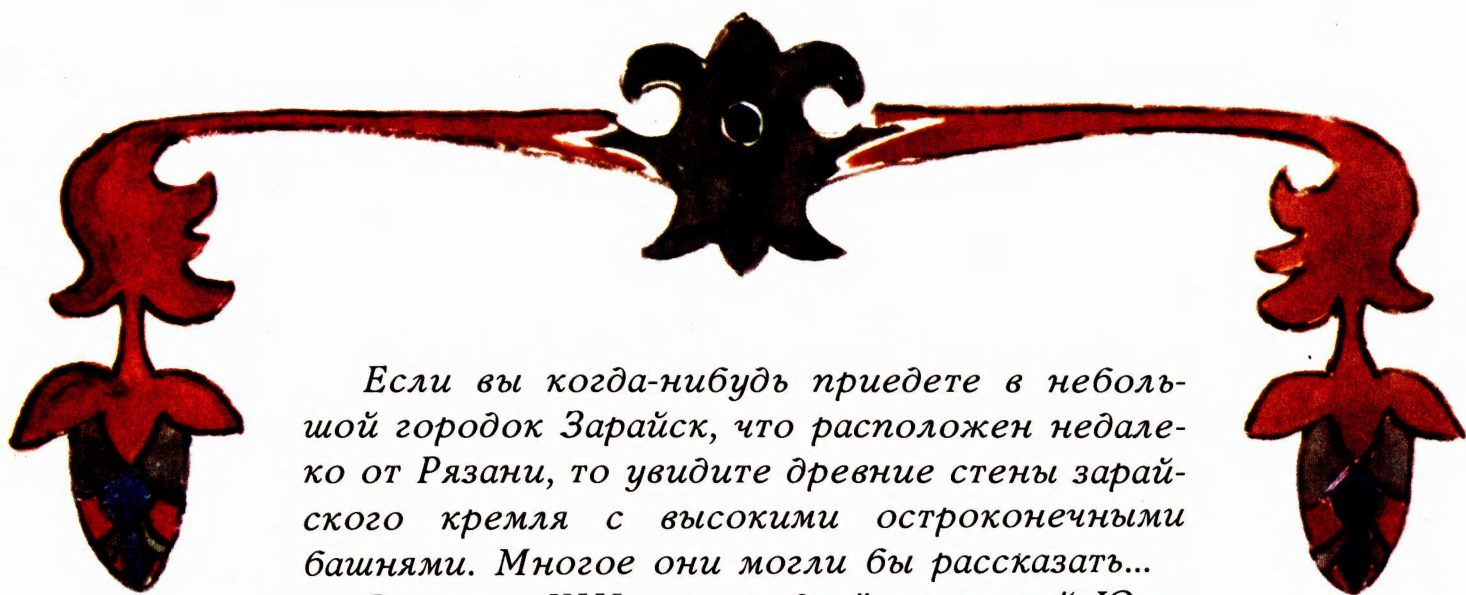 Если вы когда-нибудь приедете в неболь-
шой городок Зарайск, что расположен недале-
ко от Рязани, то увидите древние стены зарай-
ского кремля с высокими остроконечными
башнями. Многое они могли бы рассказать...